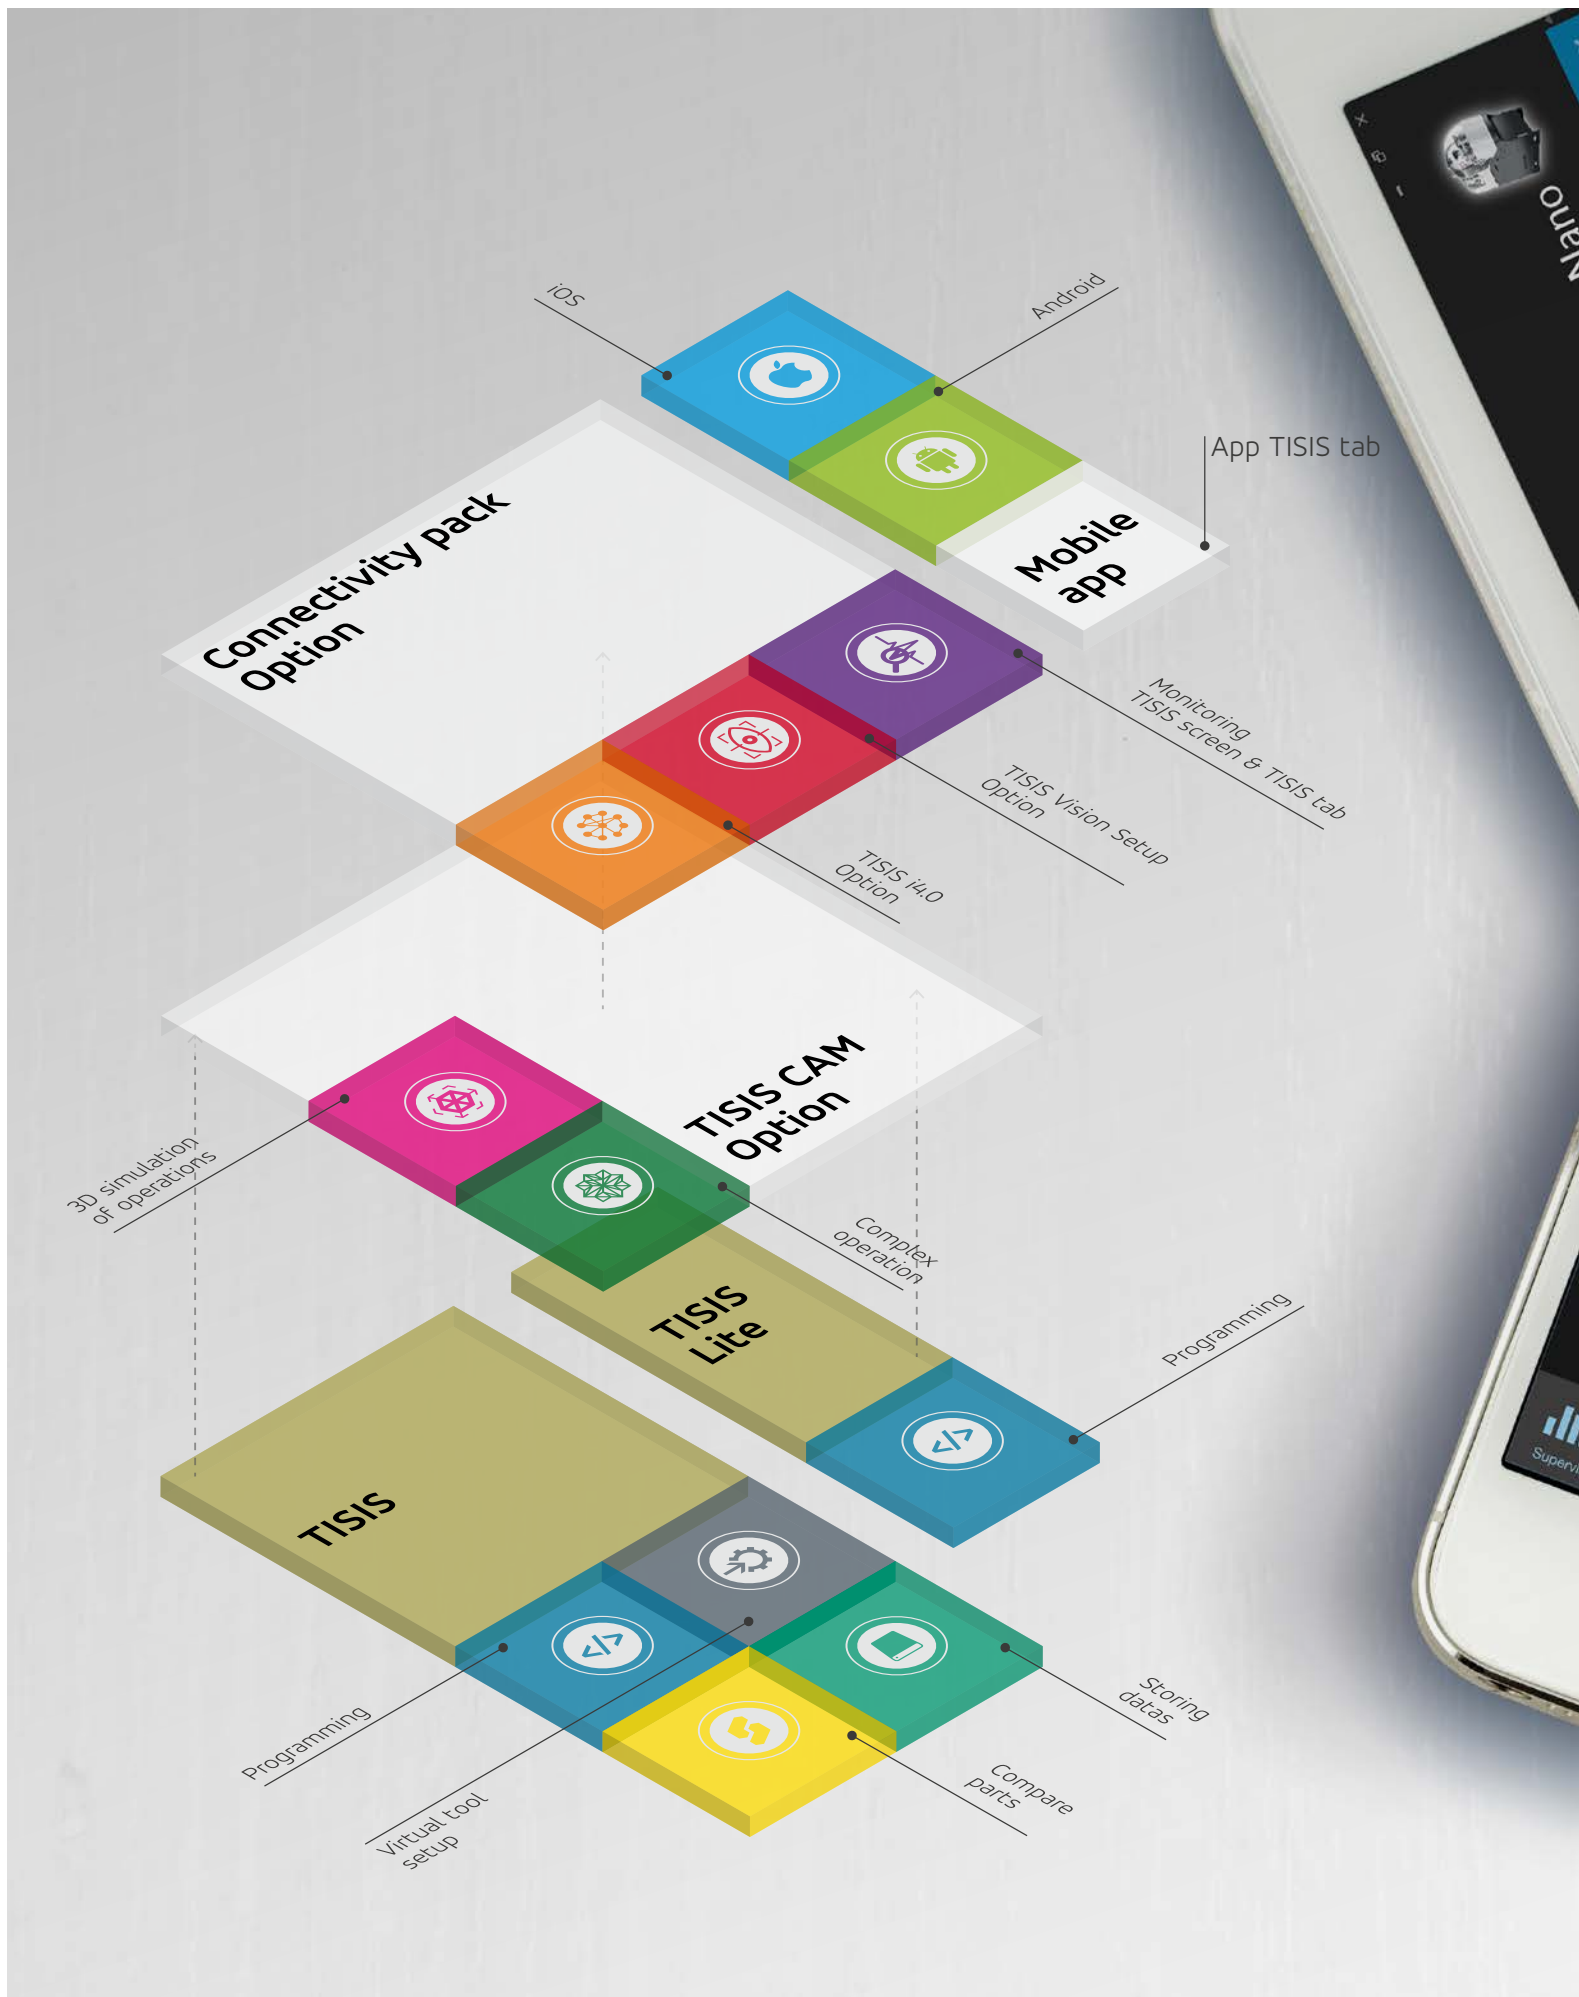 iOS
Android
App TISIS tab
Mobile
app
Connectivity pack
Option
Monitoring
TISIS screen & TISIS tab
TISIS Vision Setup
Option
TISIS i4.0
Option
TISIS CAM
Option
3D simulation
of operations
Complex
operation
TISIS
Lite
Programming
TISIS
Programming
Virtual tool
setup
Storing
datas
Compare
parts